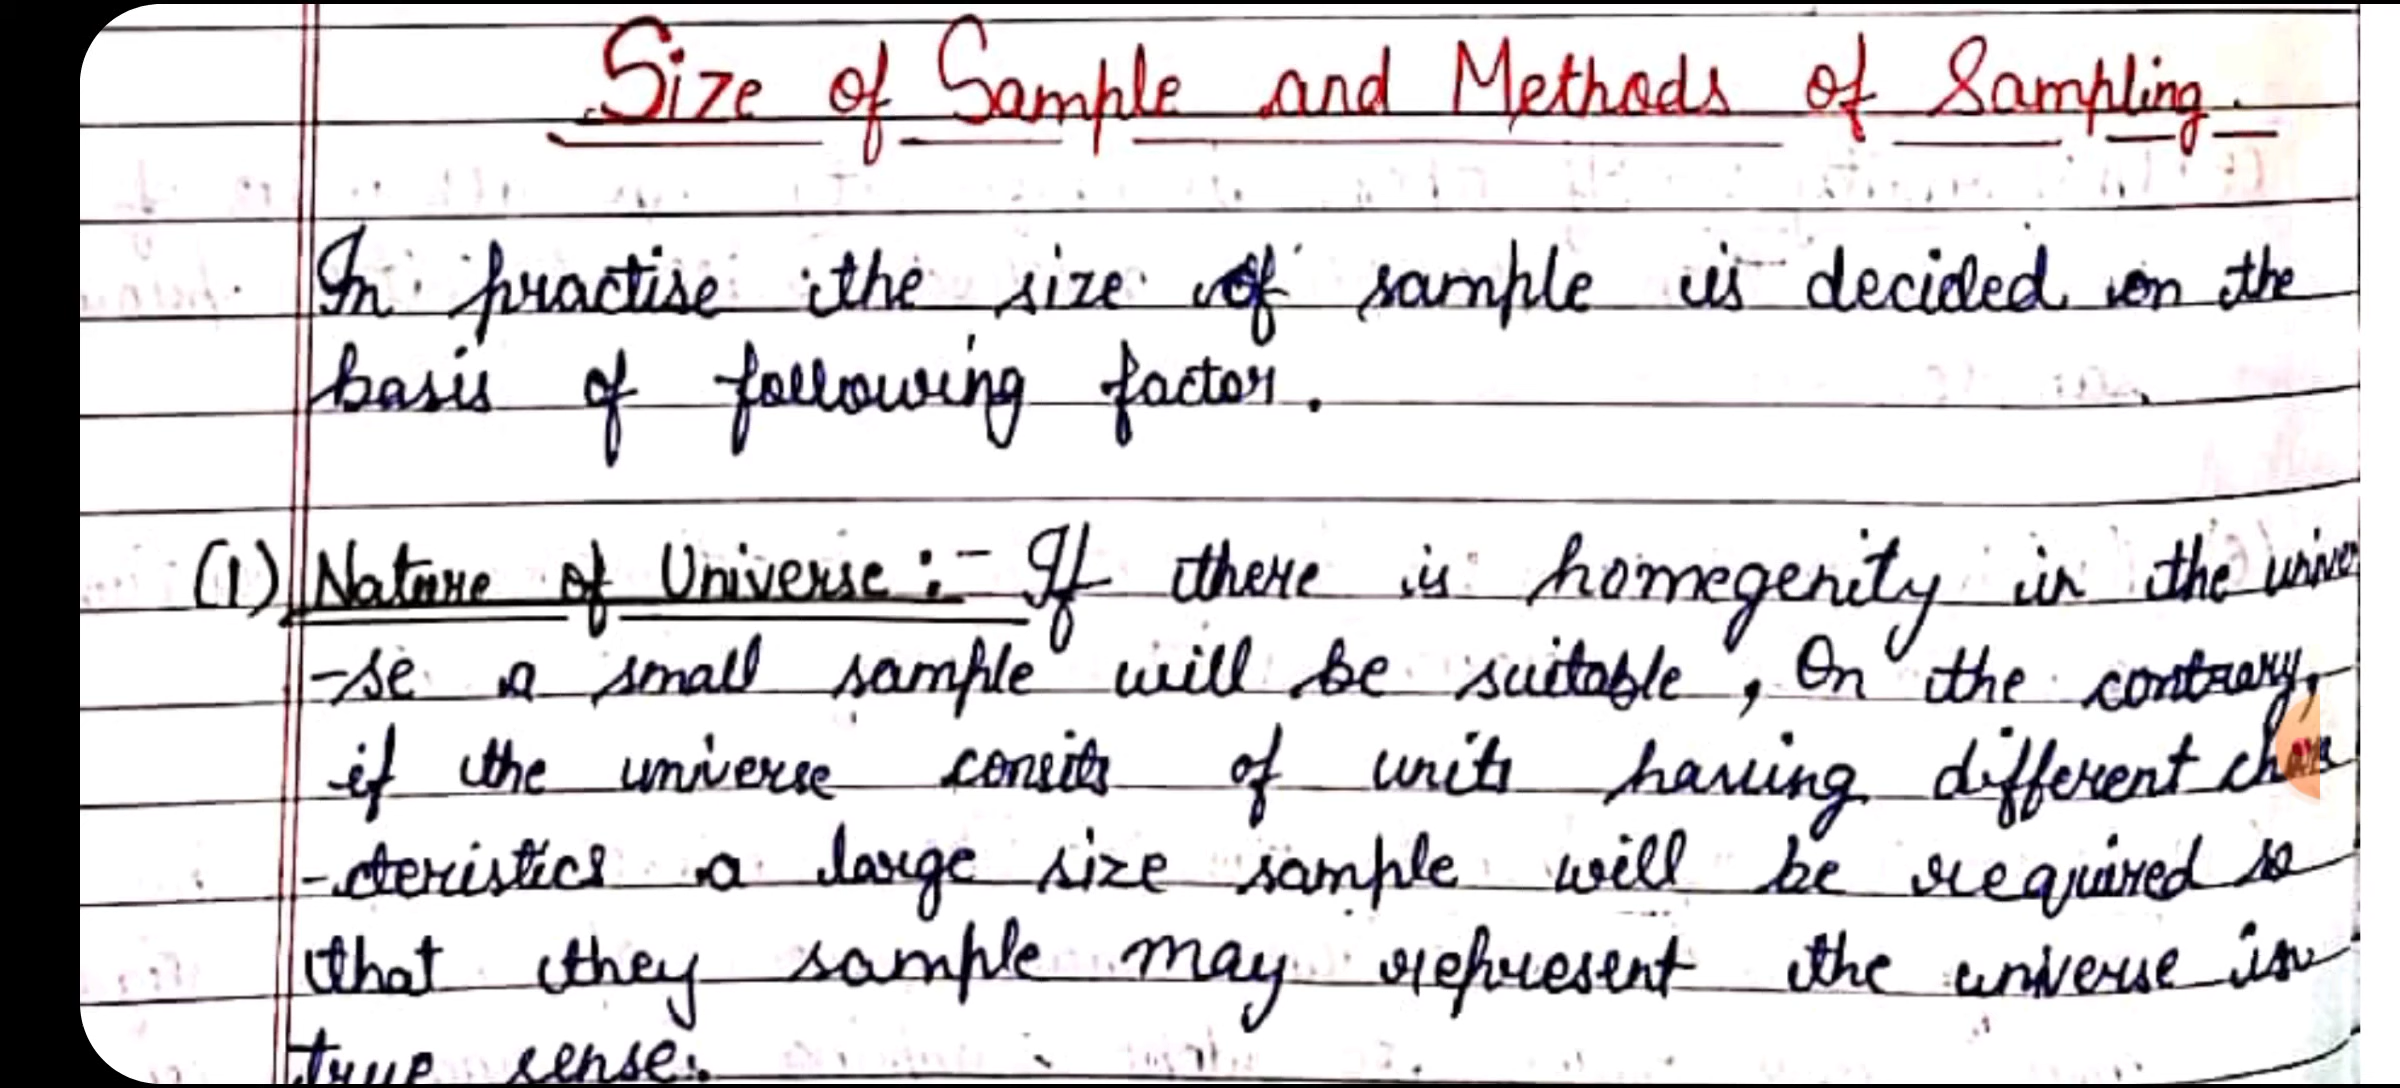 Size of Sample and Methods of Sampling.
In practise the size of sample is decided on the
basis of following factor.
(1) Nature of Universe :- If there is homegenity in the unive
-se a small sample will be suitable , On the contrary,
if the universe consits of units having different chara
-cteristics a large size sample will be required so
that they sample may represent the universe in
true sense.